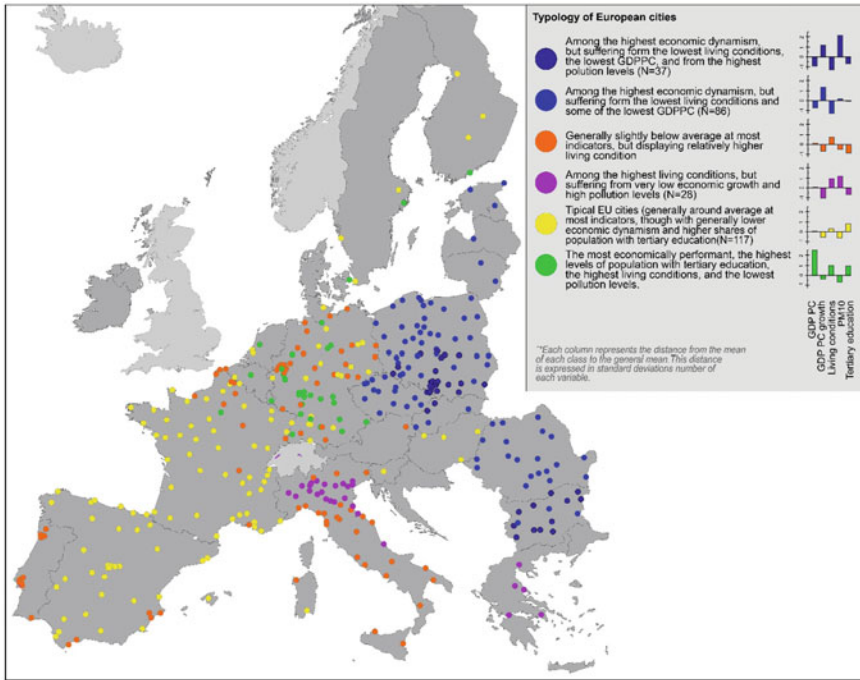 Typology of European cities
Among the highest economic dynamism,
but suffering form the lowest living conditions,
the lowest GDPPC, and from the highest
polution levels (N=37)
Among the highest economic dynamism, but
suffering form the lowest living conditions and
some of the lowest GDPPC (N=86)
Generally slightly below average at most
indicators, but displaying relatively higher
living condition
Among the highest living conditions, but
suffering from very low economic growth and
high pollution levels (N=28)
Tipical EU cities (generally around average at
most indicators, though with generally lower
economic dynamism and higher shares of
population with tertiary education(N=117)
The most economically performant, the highest
levels of population with tertiary education,
the highest living conditions, and the lowest
pollution levels.
GDP PC
GDP PC growth
Living conditions
PM10
Tertiary education
"*Each column represents the distance from the mean
of each class to the general mean.This distance
is expressed in standard deviations number of
each variable.